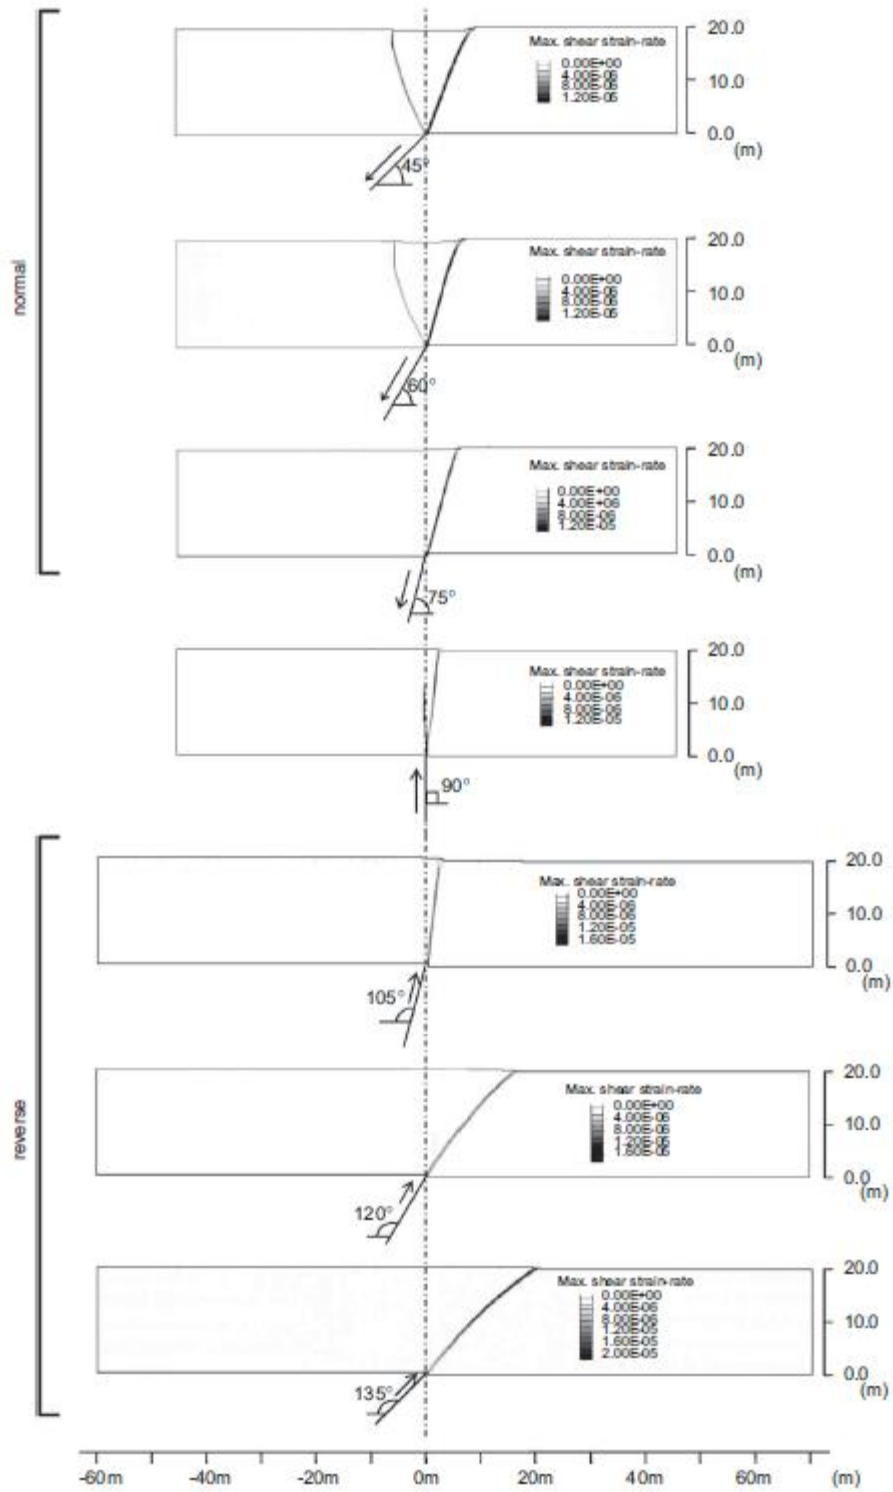 normal
Max. shear strain-rate
0.00E+00
4.00E-06
8.00E-06
1.20E-05
20.0
10.0
0.0
(m)
45°
Max. shear strain-rate
0.00E+00
4.00E-06
8.00E-06
1.20E-05
20.0
10.0
0.0
(m)
60°
Max. shear strain-rate
0.00E+00
4.00E+06
8.00E-06
1.20E-05
20.0
10.0
0.0
(m)
75°
Max. shear strain-rate
0.00E+00
4.00E-06
8.00E-06
1.20E-05
20.0
10.0
0.0
(m)
90°
reverse
Max. shear strain-rate
0.00E+00
4.00E-06
8.00E-06
1.20E-05
1.60E-05
20.0
10.0
0.0
(m)
105°
Max. shear strain-rate
0.00E+00
4.00E-06
8.00E-06
1.20E-05
1.60E-05
20.0
10.0
0.0
(m)
120°
Max. shear strain-rate
0.00E+00
4.00E-06
8.00E-06
1.20E-05
1.60E-05
2.00E-05
20.0
10.0
0.0
(m)
135°
-60m -40m -20m 0m 20m 40m 60m (m)